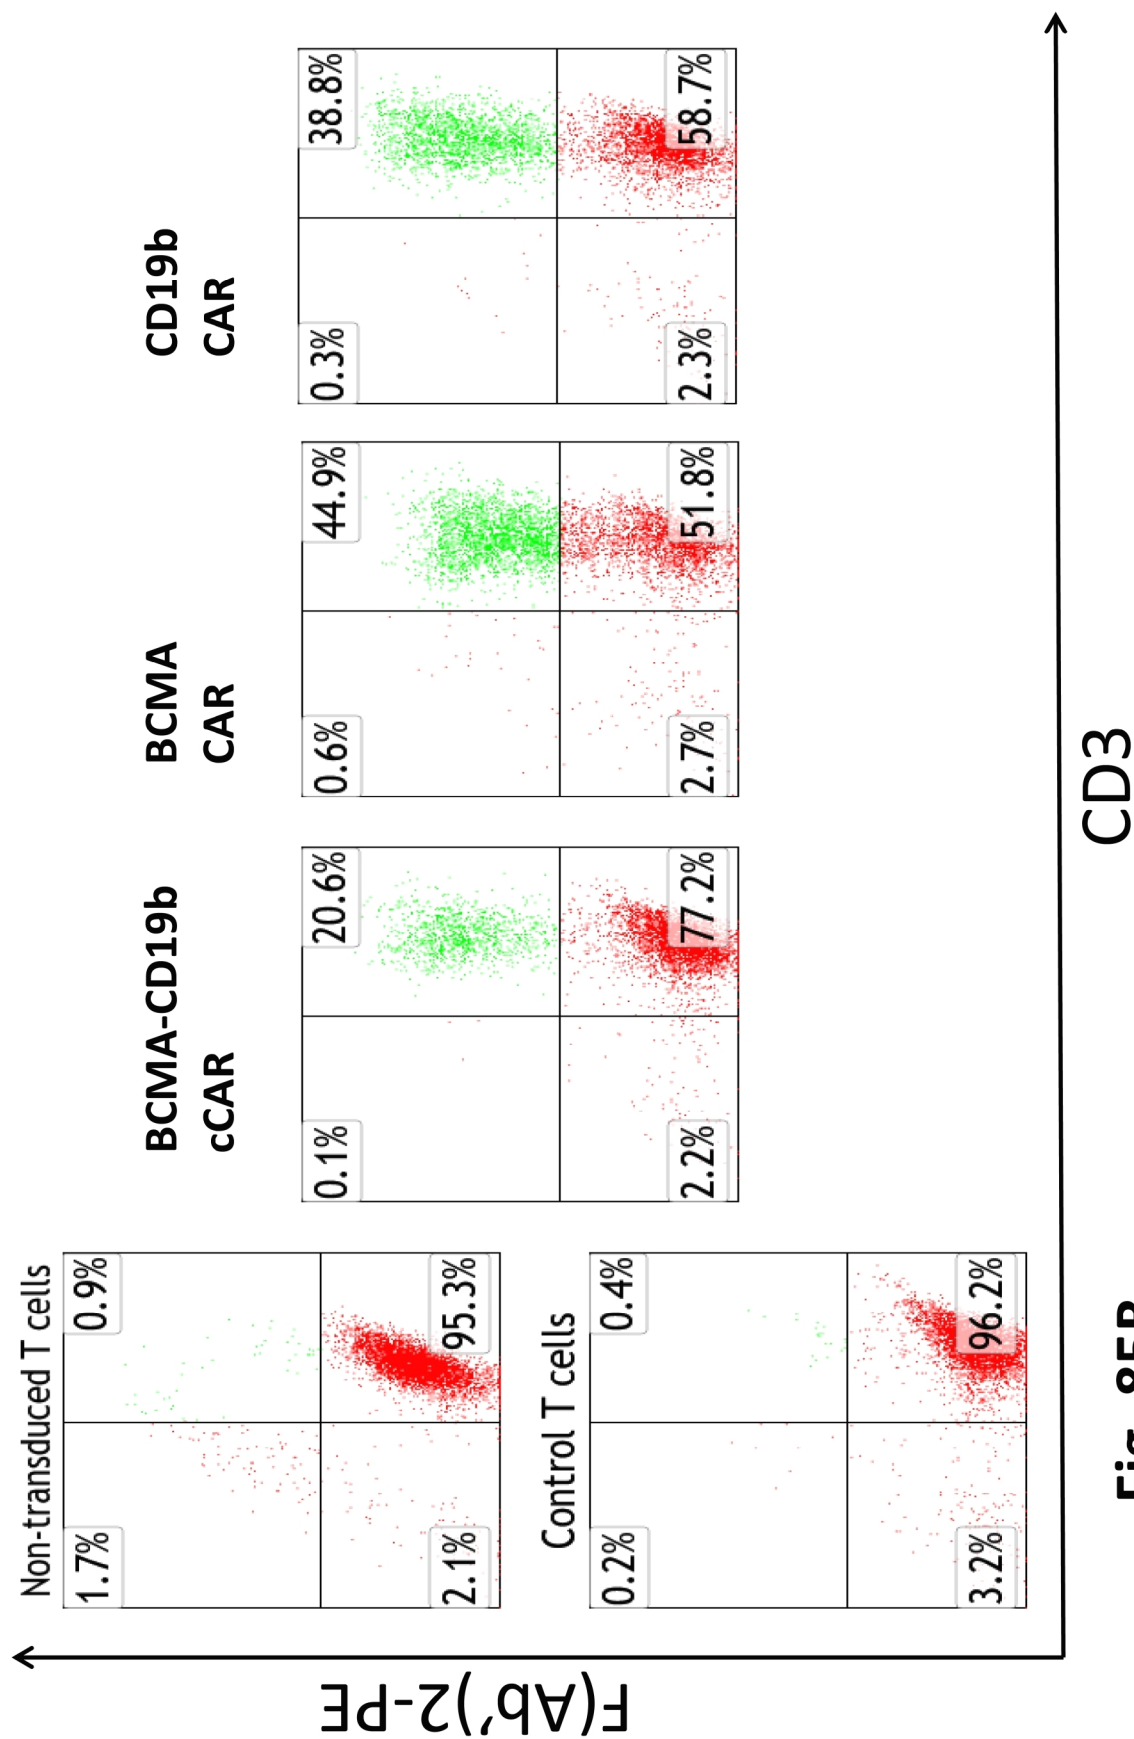 Non-transduced T cells
1.7%
0.9%
2.1%
95.3%
Control T cells
0.2%
0.4%
3.2%
96.2%
BCMA-CD19b
cCAR
0.1%
20.6%
2.2%
77.2%
BCMA
CAR
0.6%
44.9%
2.7%
51.8%
CD19b
CAR
0.3%
38.8%
2.3%
58.7%
F(Ab’)2-PE
CD3
Fig.